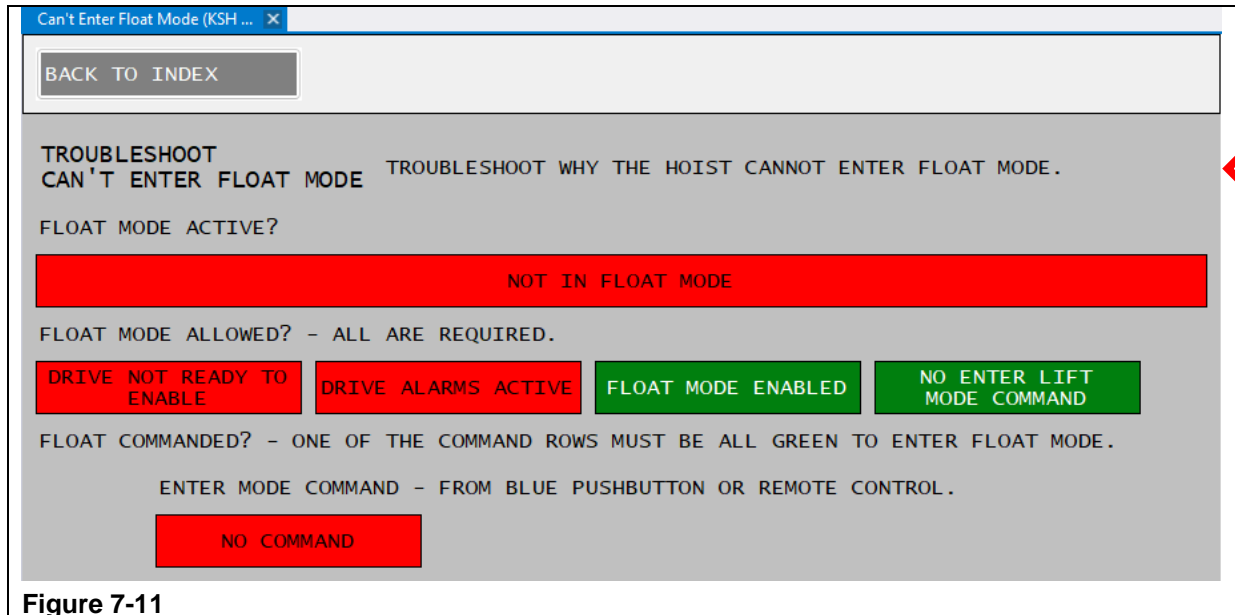 Can't Enter Float Mode (KSH ...
BACK TO INDEX
TROUBLESHOOT
CAN'T ENTER FLOAT MODE
TROUBLESHOOT WHY THE HOIST CANNOT ENTER FLOAT MODE.
FLOAT MODE ACTIVE?
NOT IN FLOAT MODE
FLOAT MODE ALLOWED? - ALL ARE REQUIRED.
DRIVE NOT READY TO
ENABLE
DRIVE ALARMS ACTIVE
FLOAT MODE ENABLED
NO ENTER LIFT
MODE COMMAND
FLOAT COMMANDED? - ONE OF THE COMMAND ROWS MUST BE ALL GREEN TO ENTER FLOAT MODE.
ENTER MODE COMMAND - FROM BLUE PUSHBUTTON OR REMOTE CONTROL.
NO COMMAND
Figure 7-11